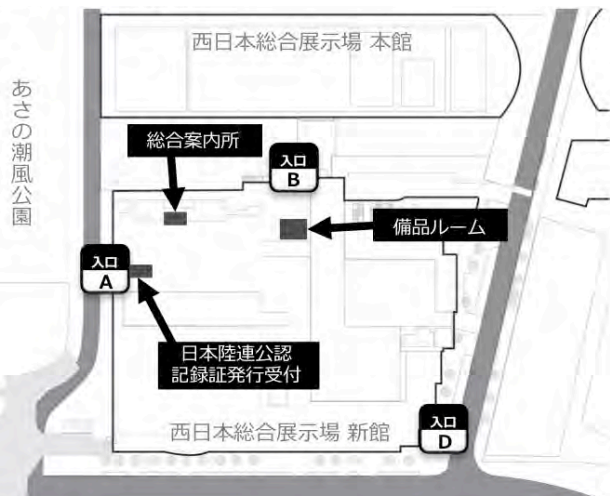 西日本総合展示場 本館
あさの潮風公園
総合案内所
入口
B
備品ルーム
入口
A
日本陸連公認
記録証発行受付
西日本総合展示場 新館
入口
D